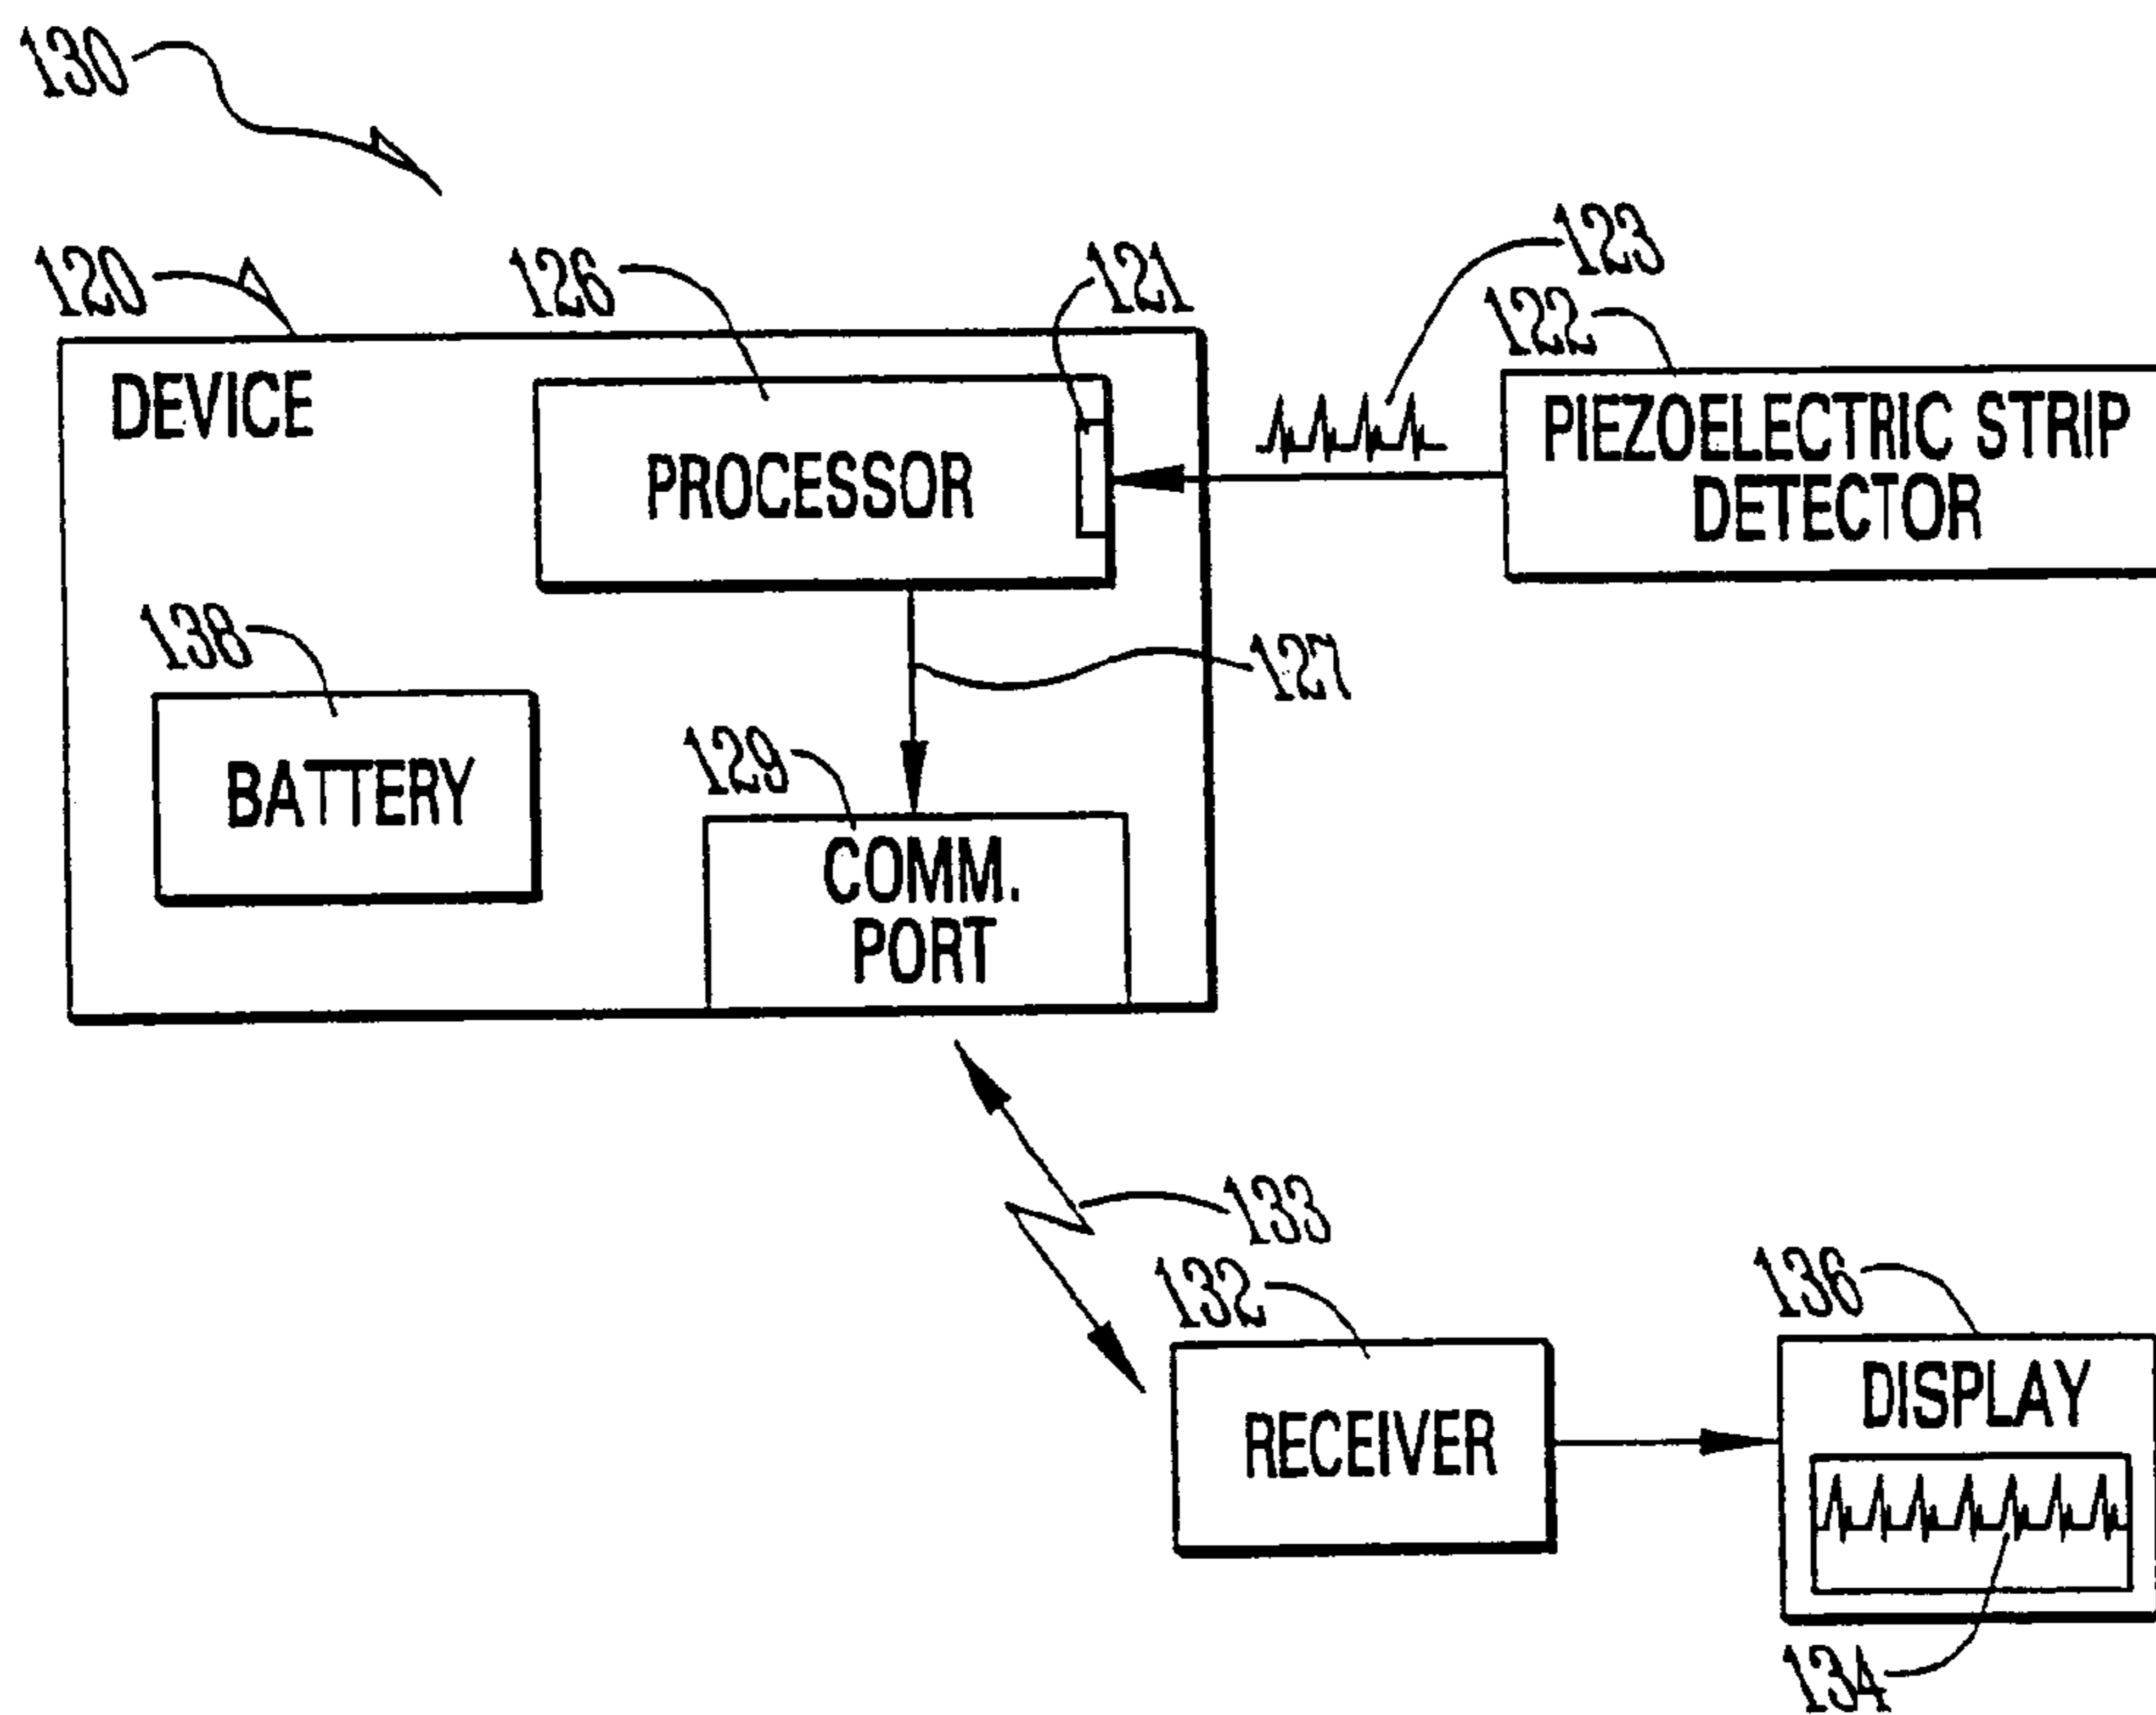 130
120
126
121
123
122
DEVICE
PROCESSOR
PIEZOELECTRIC STRIP
DETECTOR
138
127
129
BATTERY
COMM.
PORT
133
132
136
RECEIVER
DISPLAY
134